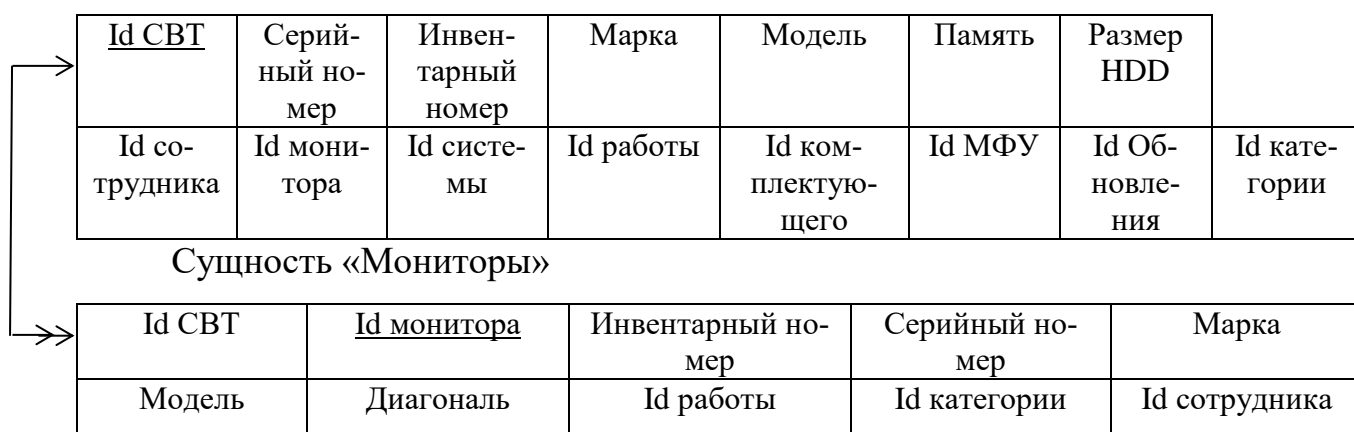 Id СВТ Серий- Инвен- Марка Модель Память Размер
ный но- тарный HDD
мер номер
Id со- Id мони- Id систе- Id работы Id ком- Id МФУ Id Об- Id кате-
трудника тора мы плектую- новле- гории
щего ния
Сущность «Мониторы»
Id СВТ Id монитора Инвентарный но- Серийный но- Марка
мер мер
Модель Диагональ Id работы Id категории Id сотрудника